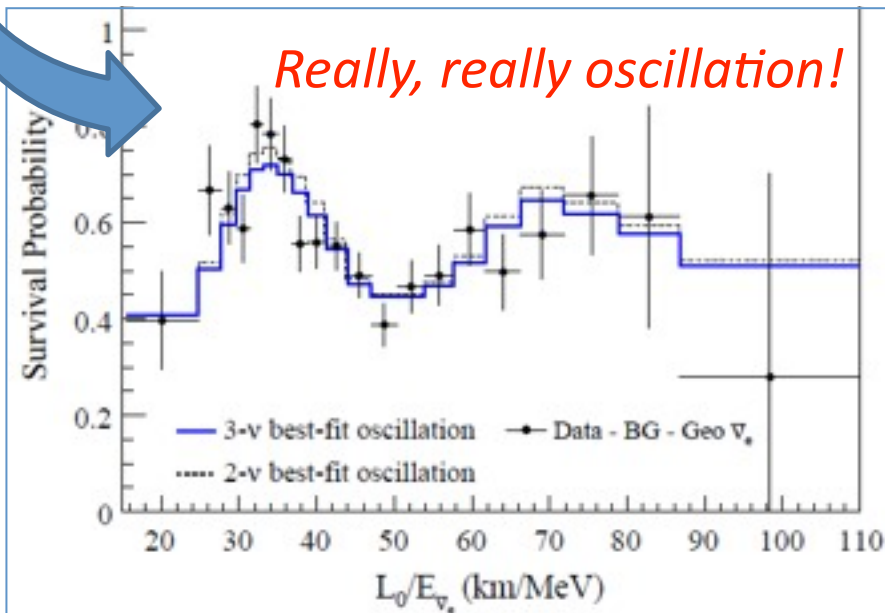 Really, really oscillation!
Survival Probability
1
0.6
0.4
0.2
0
3-ν best-fit oscillation
Data - BG - Geo ν̅ₑ
2-ν best-fit oscillation
20 30 40 50 60 70 80 90 100 110
L₀/E_ν̅ₑ (km/MeV)